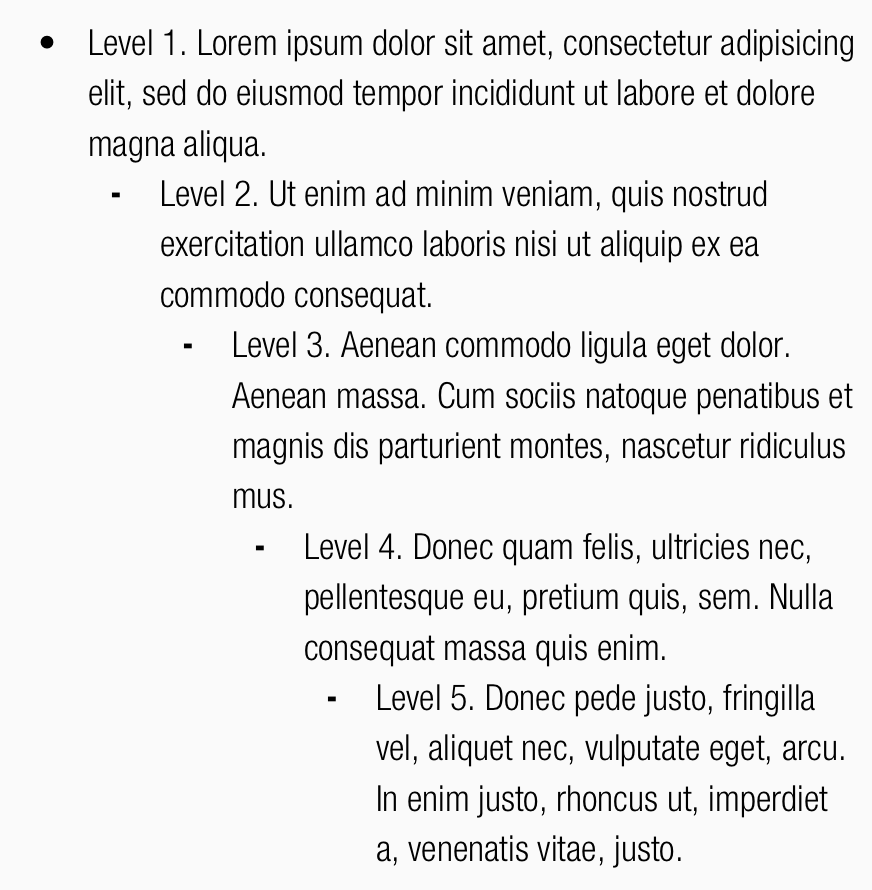 • Level 1. Lorem ipsum dolor sit amet, consectetur adipisicing
elit, sed do eiusmod tempor incididunt ut labore et dolore
magna aliqua.
- Level 2. Ut enim ad minim veniam, quis nostrud
exercitation ullamco laboris nisi ut aliquip ex ea
commodo consequat.
- Level 3. Aenean commodo ligula eget dolor.
Aenean massa. Cum sociis natoque penatibus et
magnis dis parturient montes, nascetur ridiculus
mus.
- Level 4. Donec quam felis, ultricies nec,
pellentesque eu, pretium quis, sem. Nulla
consequat massa quis enim.
- Level 5. Donec pede justo, fringilla
vel, aliquet nec, vulputate eget, arcu.
In enim justo, rhoncus ut, imperdiet
a, venenatis vitae, justo.